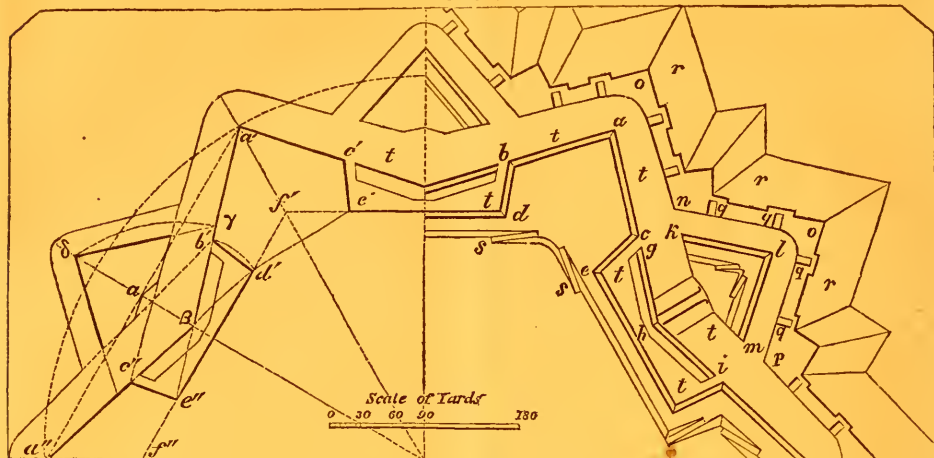 o
r
a'
c'
t
b
t
a
e'
t
d
f'
γ
b
d'
δ
a
B
c''
e''
a''
f''
t
n
q
q
r
o
r
c
k
g
l
e
t
s
s
q
h
t
m
q
p
i
t
Scale of Yards
0 30 60 90 180